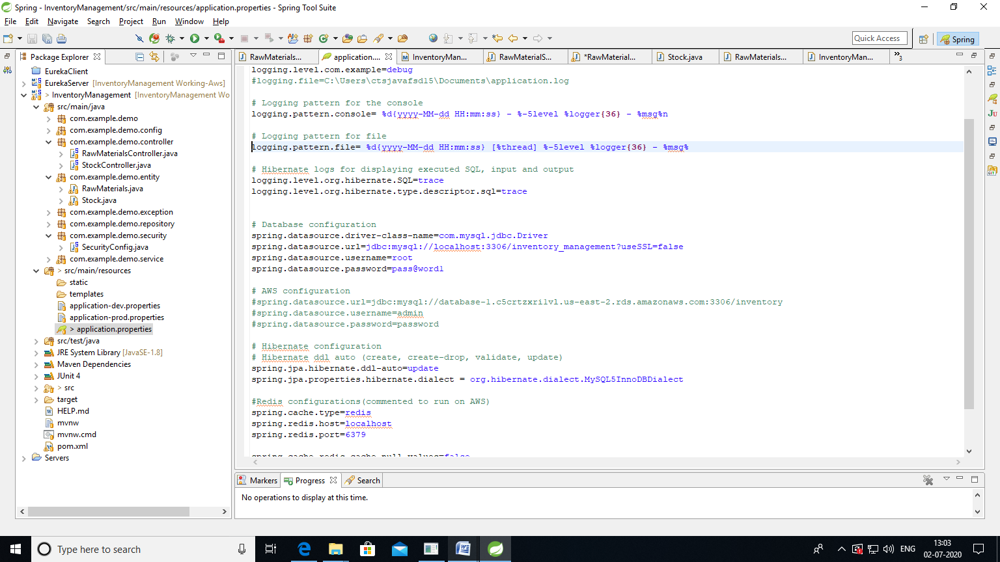 Spring - InventoryManagement/src/main/resources/application.properties - Spring Tool Suite
File Edit Navigate Search Project Run Window Help
Quick Access
Spring
Package Explorer
RawMaterials...
application....
InventoryMan...
RawMaterialS...
*RawMaterial...
Stock.java
RawMaterials...
InventoryMan...
3
EurekaClient
EurekaServer [InventoryManagement Working-Aws]
> InventoryManagement [InventoryManagement Wo
src/main/java
com.example.demo
com.example.demo.config
com.example.demo.controller
RawMaterialsController.java
StockController.java
com.example.demo.entity
RawMaterials.java
Stock.java
com.example.demo.exception
com.example.demo.repository
com.example.demo.security
SecurityConfig.java
com.example.demo.service
> src/main/resources
static
templates
application-dev.properties
application-prod.properties
> application.properties
src/test/java
JRE System Library [JavaSE-1.8]
Maven Dependencies
JUnit 4
> src
target
HELP.md
mvnw
mvnw.cmd
pom.xml
Servers
logging.level.com.example=debug
#logging.file=C:\Users\ctsjavafsd15\Documents\application.log
# Logging pattern for the console
logging.pattern.console= %d{yyyy-MM-dd HH:mm:ss} - %-5level %logger{36} - %msg%n
# Logging pattern for file
logging.pattern.file= %d{yyyy-MM-dd HH:mm:ss} [%thread] %-5level %logger{36} - %msg%
# Hibernate logs for displaying executed SQL, input and output
logging.level.org.hibernate.SQL=trace
logging.level.org.hibernate.type.descriptor.sql=trace
# Database configuration
spring.datasource.driver-class-name=com.mysql.jdbc.Driver
spring.datasource.url=jdbc:mysql://localhost:3306/inventory_management?useSSL=false
spring.datasource.username=root
spring.datasource.password=pass@word1
# AWS configuration
#spring.datasource.url=jdbc:mysql://database-1.c5crtzxrilvl.us-east-2.rds.amazonaws.com:3306/inventory
#spring.datasource.username=admin
#spring.datasource.password=password
# Hibernate configuration
# Hibernate ddl auto (create, create-drop, validate, update)
spring.jpa.hibernate.ddl-auto=update
spring.jpa.properties.hibernate.dialect = org.hibernate.dialect.MySQL5InnoDBDialect
#Redis configurations(commented to run on AWS)
spring.cache.type=redis
spring.redis.host=localhost
spring.redis.port=6379
spring.cache.redis.cache-null-values=false
Markers
Progress
Search
No operations to display at this time.
Type here to search
ENG
13:03
02-07-2020